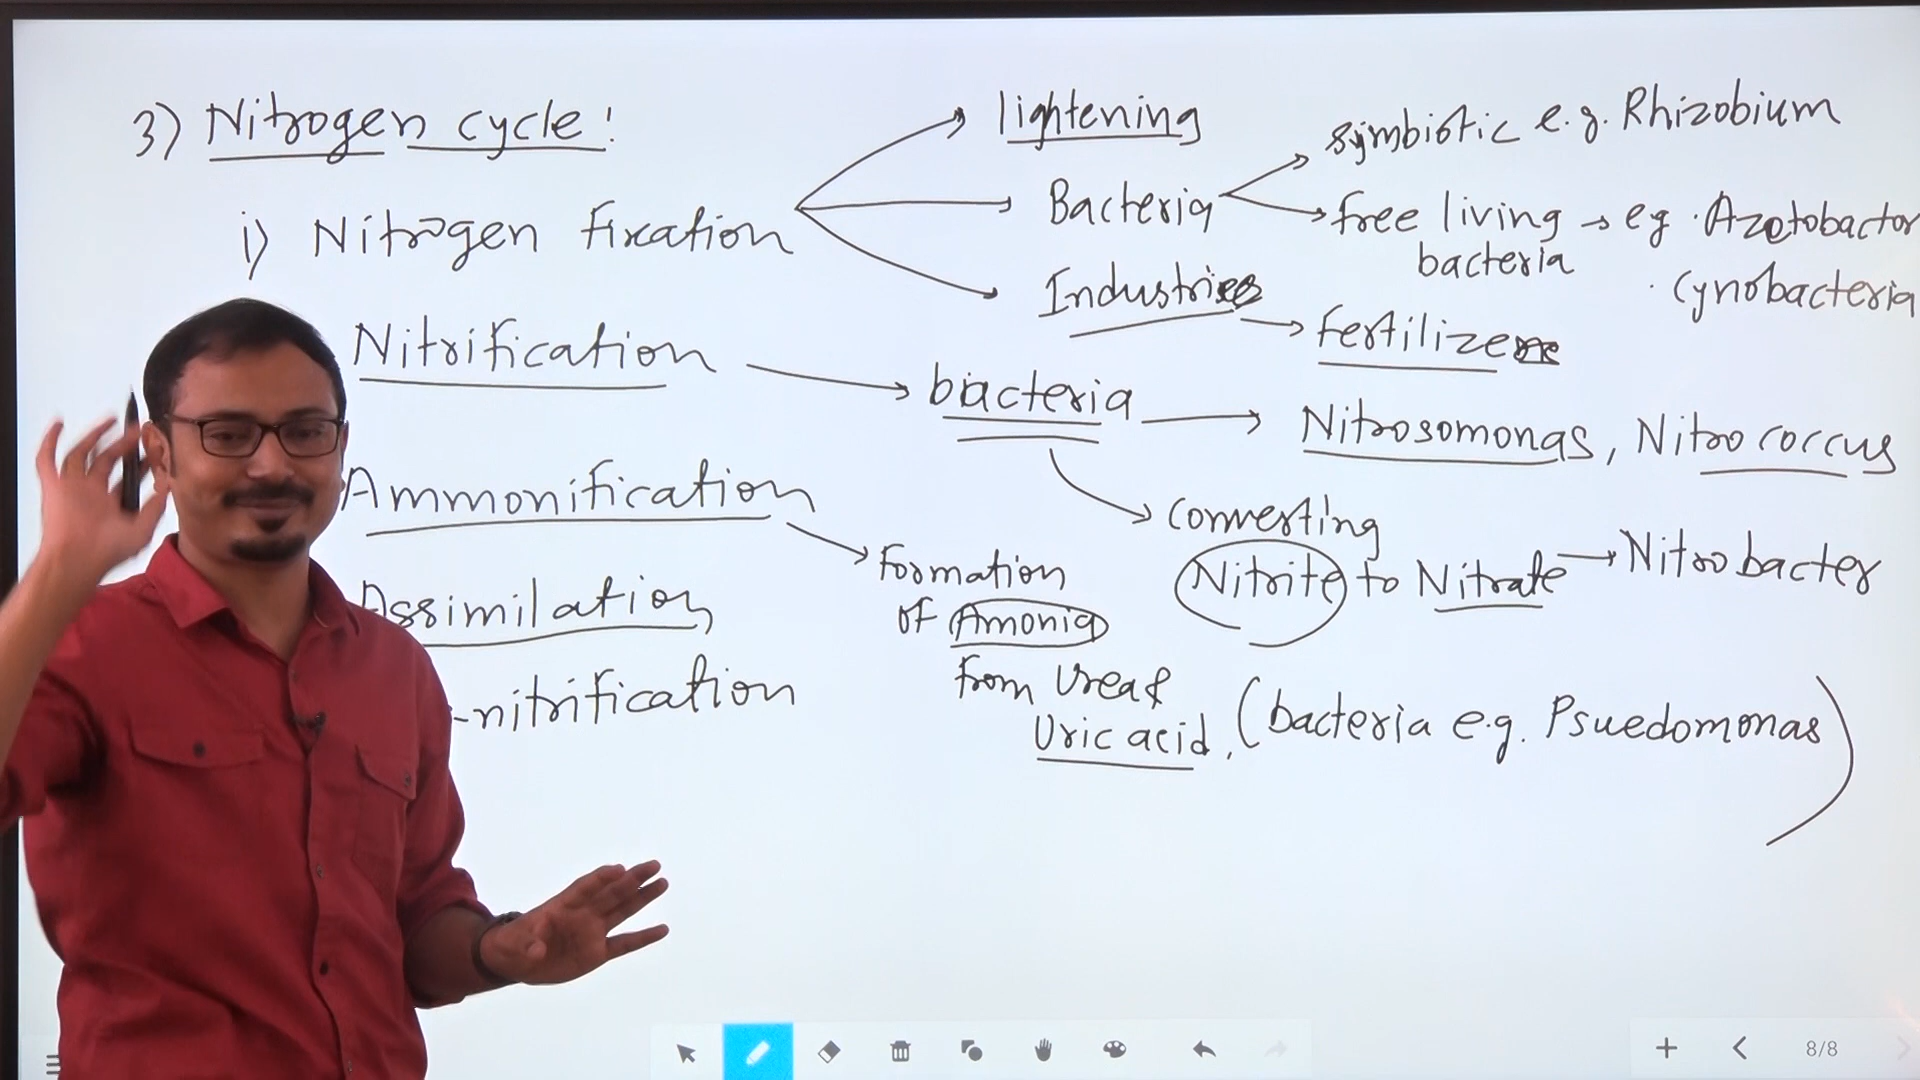 3) Nitrogen cycle:
i) Nitrogen fixation
lightening
Bacteria
symbiotic e.g. Rhizobium
free living → eg · Azotobactor
bacteria
· Cynobacteria
Industries
→ fertilizer
Nitrification → bacteria → Nitrosomonas, Nitrococcus
→ converting
Nitrite to Nitrate → Nitrobacter
Ammonification
→ formation
of Amonia
from Urea &
Uric acid, (bacteria e.g. Psuedomonas)
Assimilation
-nitrification
8/8